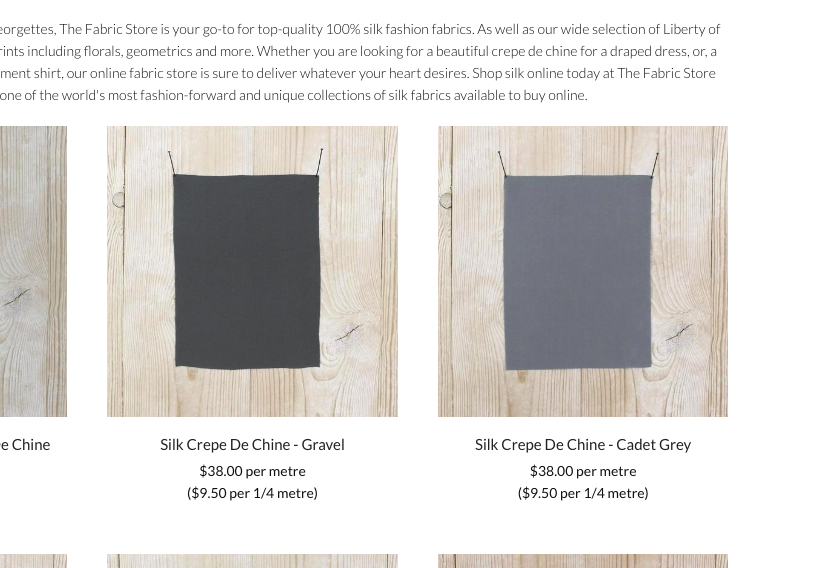 eorgettes, The Fabric Store is your go-to for top-quality 100% silk fashion fabrics. As well as our wide selection of Liberty of
rints including florals, geometrics and more. Whether you are looking for a beautiful crepe de chine for a draped dress, or, a
ment shirt, our online fabric store is sure to deliver whatever your heart desires. Shop silk online today at The Fabric Store
one of the world's most fashion-forward and unique collections of silk fabrics available to buy online.
e Chine
Silk Crepe De Chine - Gravel
Silk Crepe De Chine - Cadet Grey
$38.00 per metre
$38.00 per metre
($9.50 per 1/4 metre)
($9.50 per 1/4 metre)